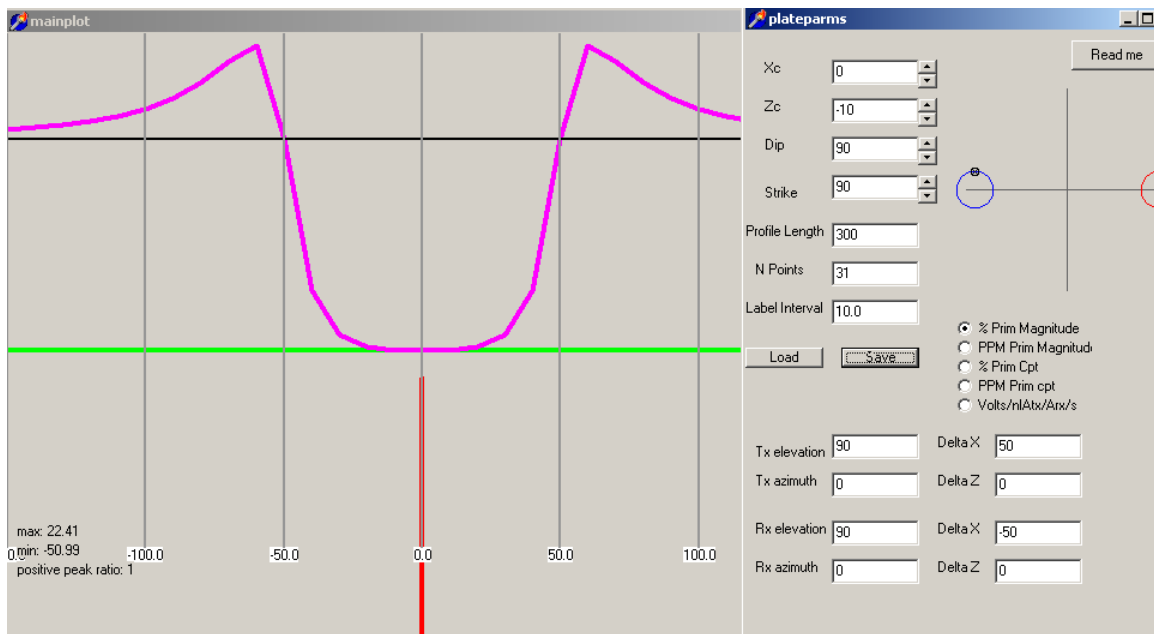 mainplot
max: 22.41
min: -50.99
0.0 -100.0 -50.0 0.0 50.0 100.0
positive peak ratio: 1
plateparms
Read me
Xc 0
Zc -10
Dip 90
Strike 90
Profile Length 300
N Points 31
Label Interval 10.0
Load Save
% Prim Magnitude
PPM Prim Magnitude
% Prim Cpt
PPM Prim cpt
Volts/nIAtx/Arx/s
Tx elevation 90 Delta X 50
Tx azimuth 0 Delta Z 0
Rx elevation 90 Delta X -50
Rx azimuth 0 Delta Z 0